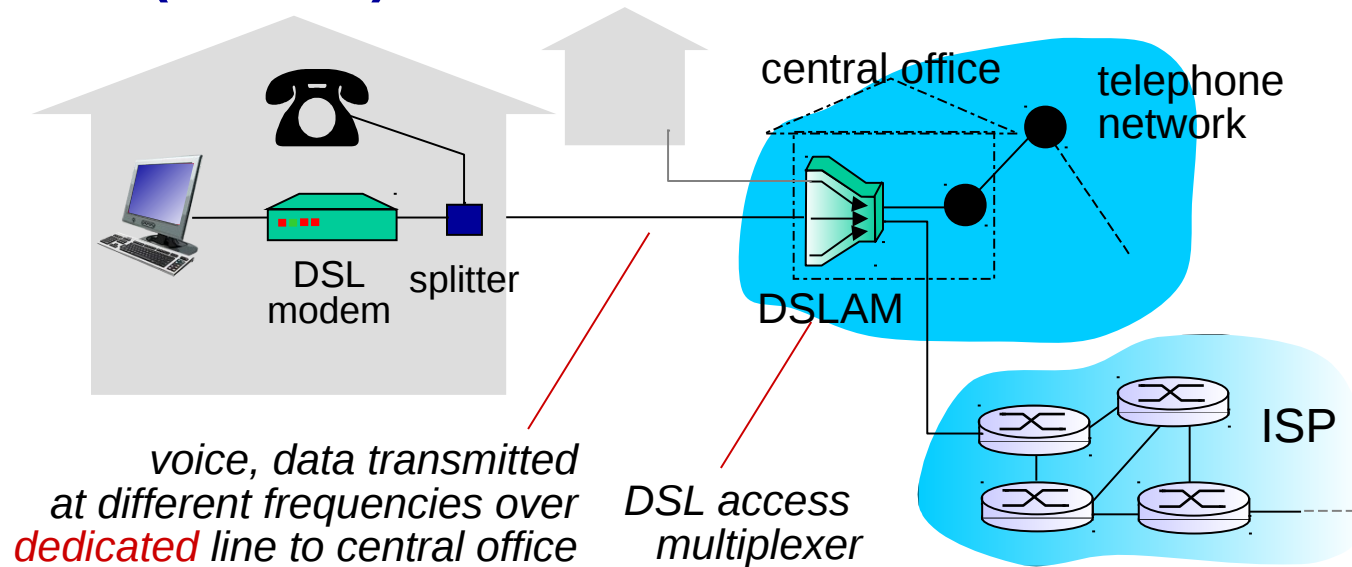 central office
telephone
network
DSL
modem
splitter
DSLAM
ISP
voice, data transmitted
at different frequencies over
dedicated line to central office
DSL access
multiplexer